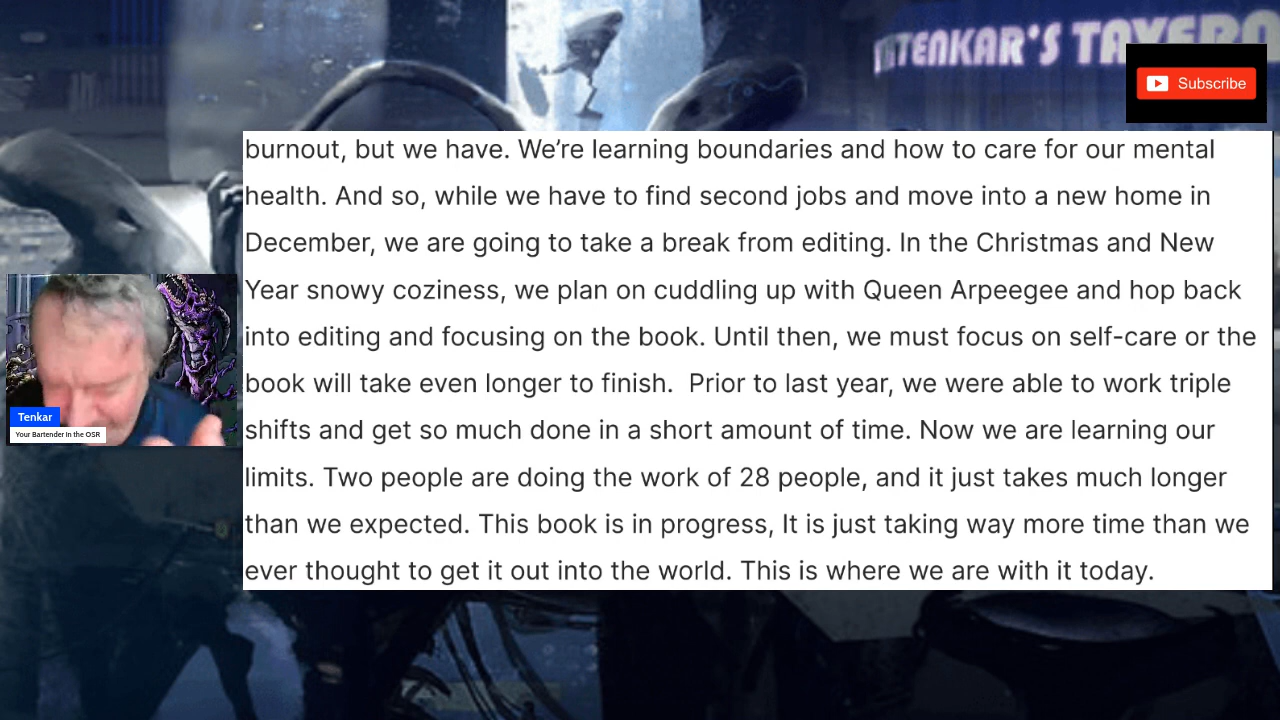 TENKAR'S TAVERN
Subscribe
burnout, but we have. We’re learning boundaries and how to care for our mental
health. And so, while we have to find second jobs and move into a new home in
December, we are going to take a break from editing. In the Christmas and New
Year snowy coziness, we plan on cuddling up with Queen Arpeegee and hop back
into editing and focusing on the book. Until then, we must focus on self-care or the
book will take even longer to finish.  Prior to last year, we were able to work triple
shifts and get so much done in a short amount of time. Now we are learning our
limits. Two people are doing the work of 28 people, and it just takes much longer
than we expected. This book is in progress, It is just taking way more time than we
ever thought to get it out into the world. This is where we are with it today.
Tenkar
Your Bartender in the OSR